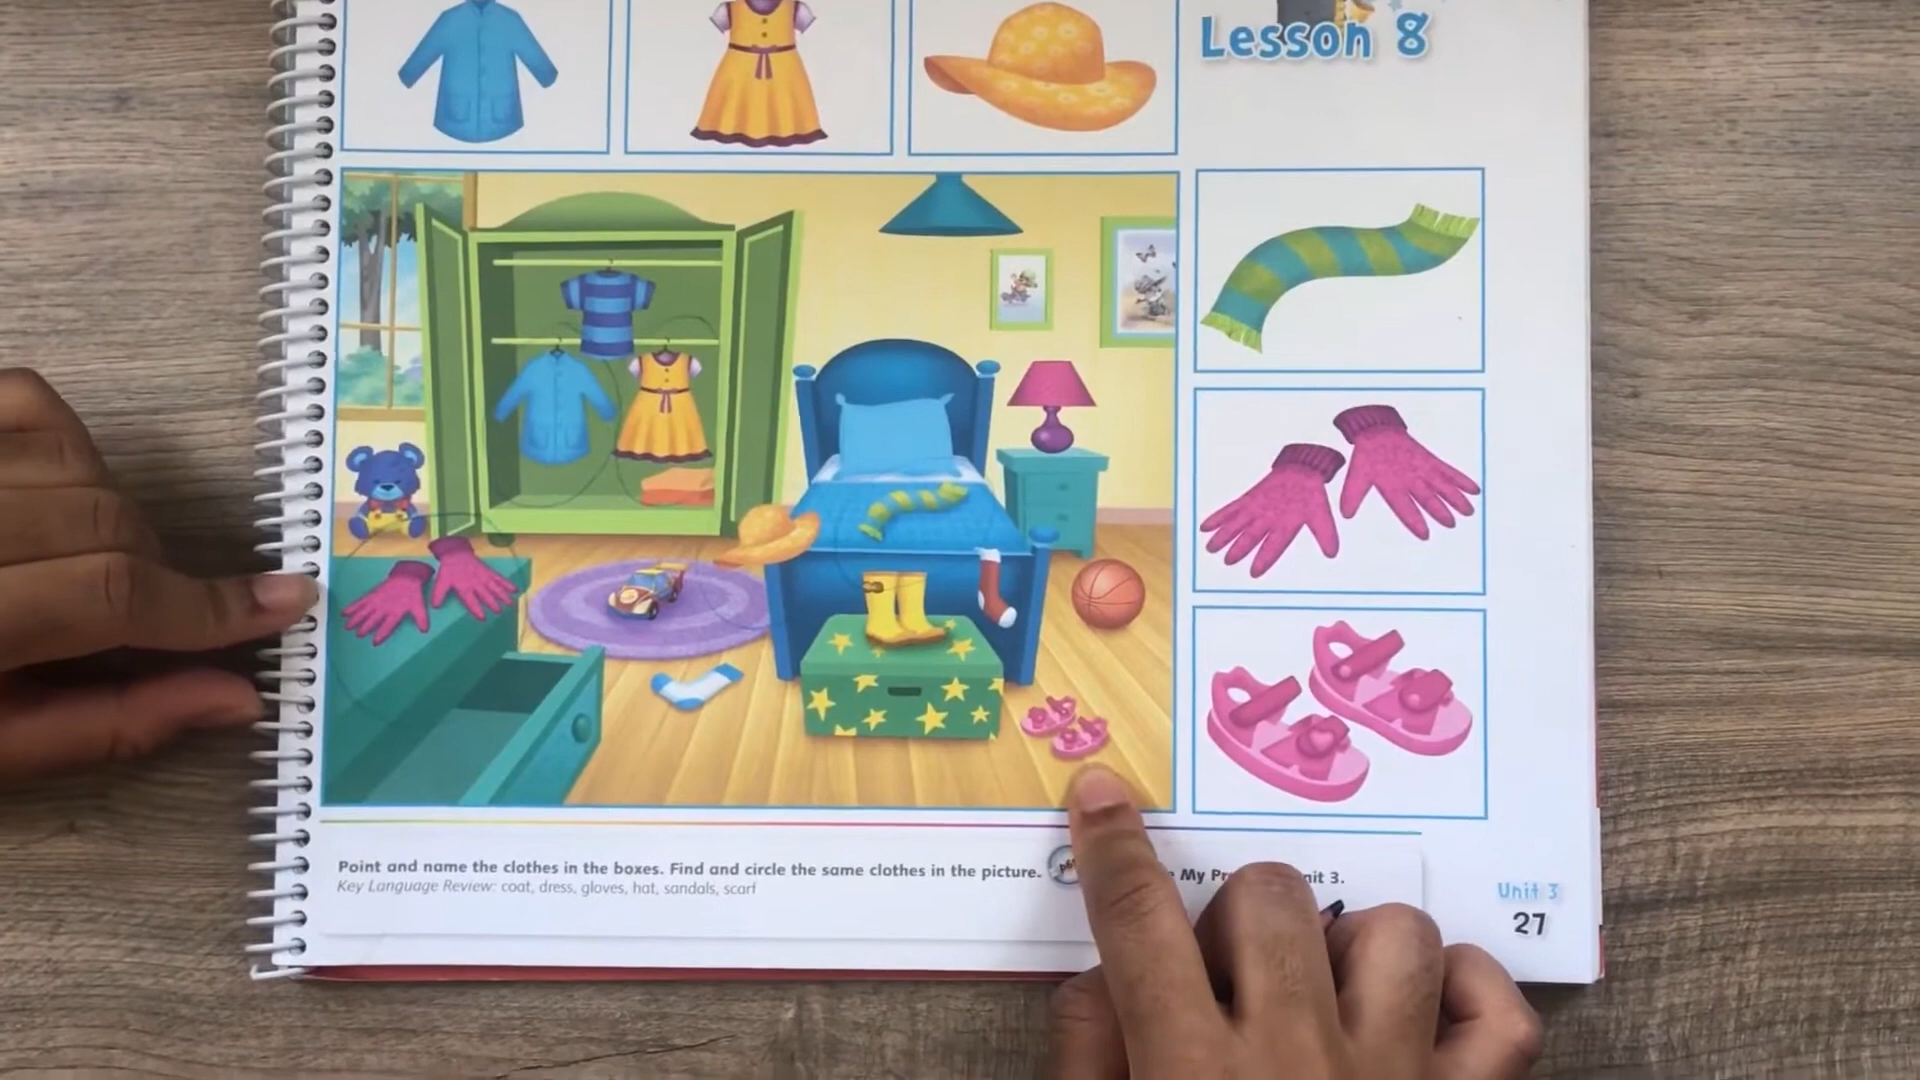 Lesson 8
Point and name the clothes in the boxes. Find and circle the same clothes in the picture. My nit 3.
Key Language Review: coat, dress, gloves, hat, sandals, scarf
Unit 3
27